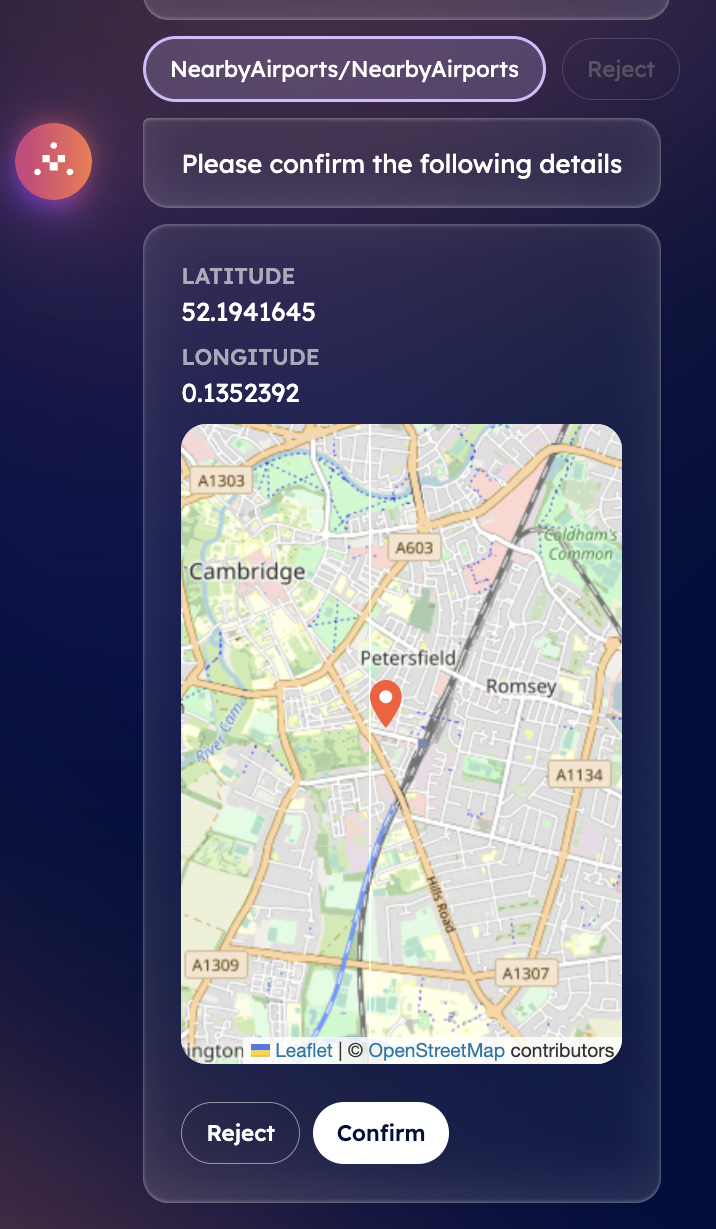 NearbyAirports/NearbyAirports
Reject
Please confirm the following details
LATITUDE
52.1941645
LONGITUDE
0.1352392
A1303
A603
Coldham's
Common
Cambridge
Petersfield
Romsey
River Cam
A1134
Hills Road
A1309
A1307
ington
Leaflet | © OpenStreetMap contributors
Reject
Confirm